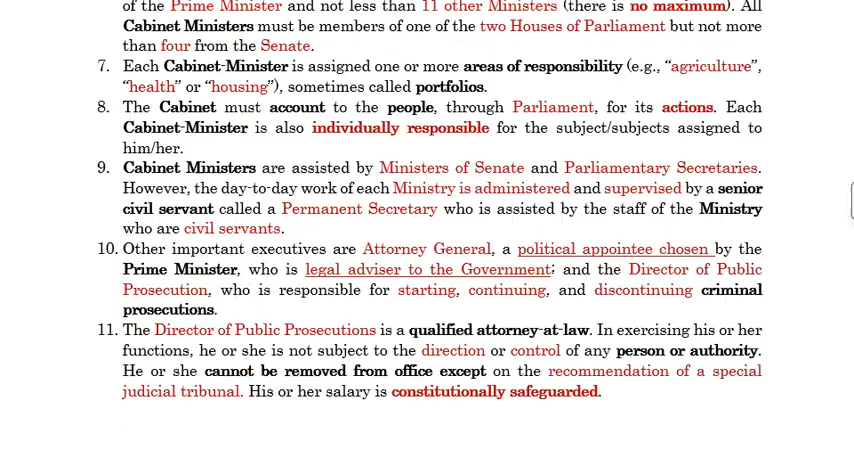 of the Prime Minister and not less than 11 other Ministers (there is no maximum). All
Cabinet Ministers must be members of one of the two Houses of Parliament but not more
than four from the Senate.
7. Each Cabinet-Minister is assigned one or more areas of responsibility (e.g., “agriculture”,
“health” or “housing”), sometimes called portfolios.
8. The Cabinet must account to the people, through Parliament, for its actions. Each
Cabinet-Minister is also individually responsible for the subject/subjects assigned to
him/her.
9. Cabinet Ministers are assisted by Ministers of Senate and Parliamentary Secretaries.
However, the day-to-day work of each Ministry is administered and supervised by a senior
civil servant called a Permanent Secretary who is assisted by the staff of the Ministry
who are civil servants.
10. Other important executives are Attorney General, a political appointee chosen by the
Prime Minister, who is legal adviser to the Government; and the Director of Public
Prosecution, who is responsible for starting, continuing, and discontinuing criminal
prosecutions.
11. The Director of Public Prosecutions is a qualified attorney-at-law. In exercising his or her
functions, he or she is not subject to the direction or control of any person or authority.
He or she cannot be removed from office except on the recommendation of a special
judicial tribunal. His or her salary is constitutionally safeguarded.